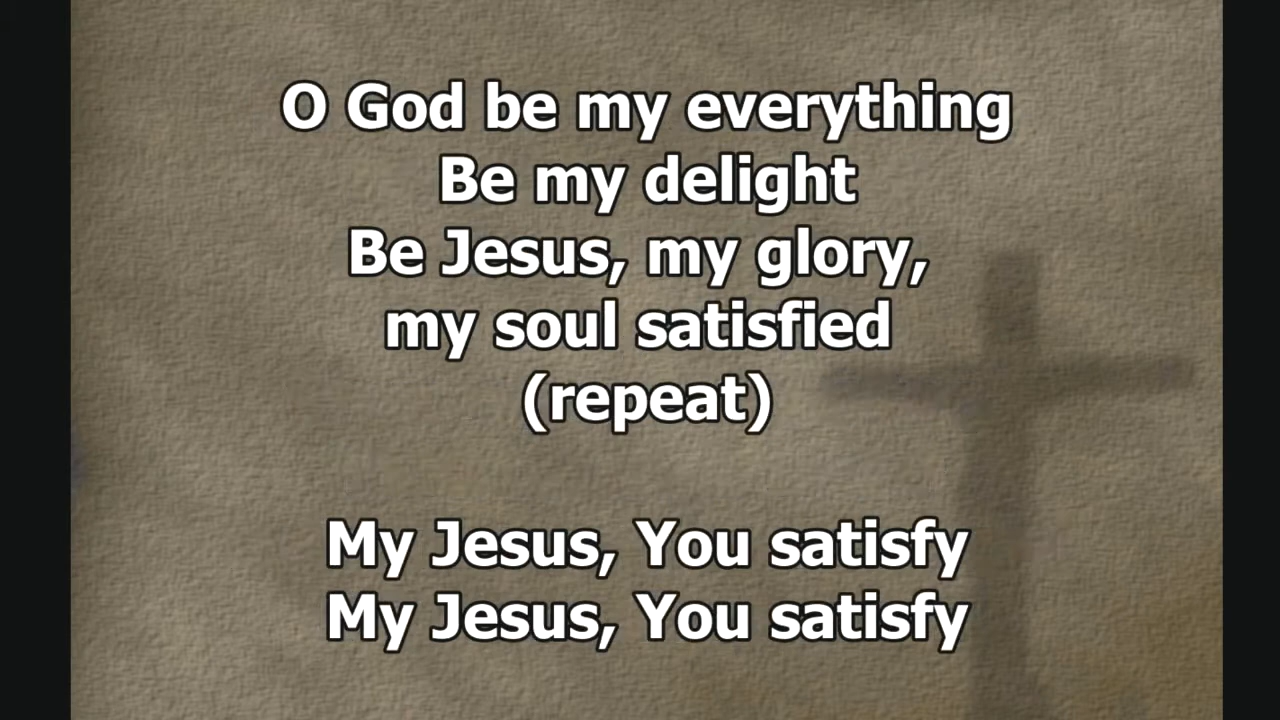 O God be my everything
Be my delight
Be Jesus, my glory,
my soul satisfied
(repeat)
My Jesus, You satisfy
My Jesus, You satisfy